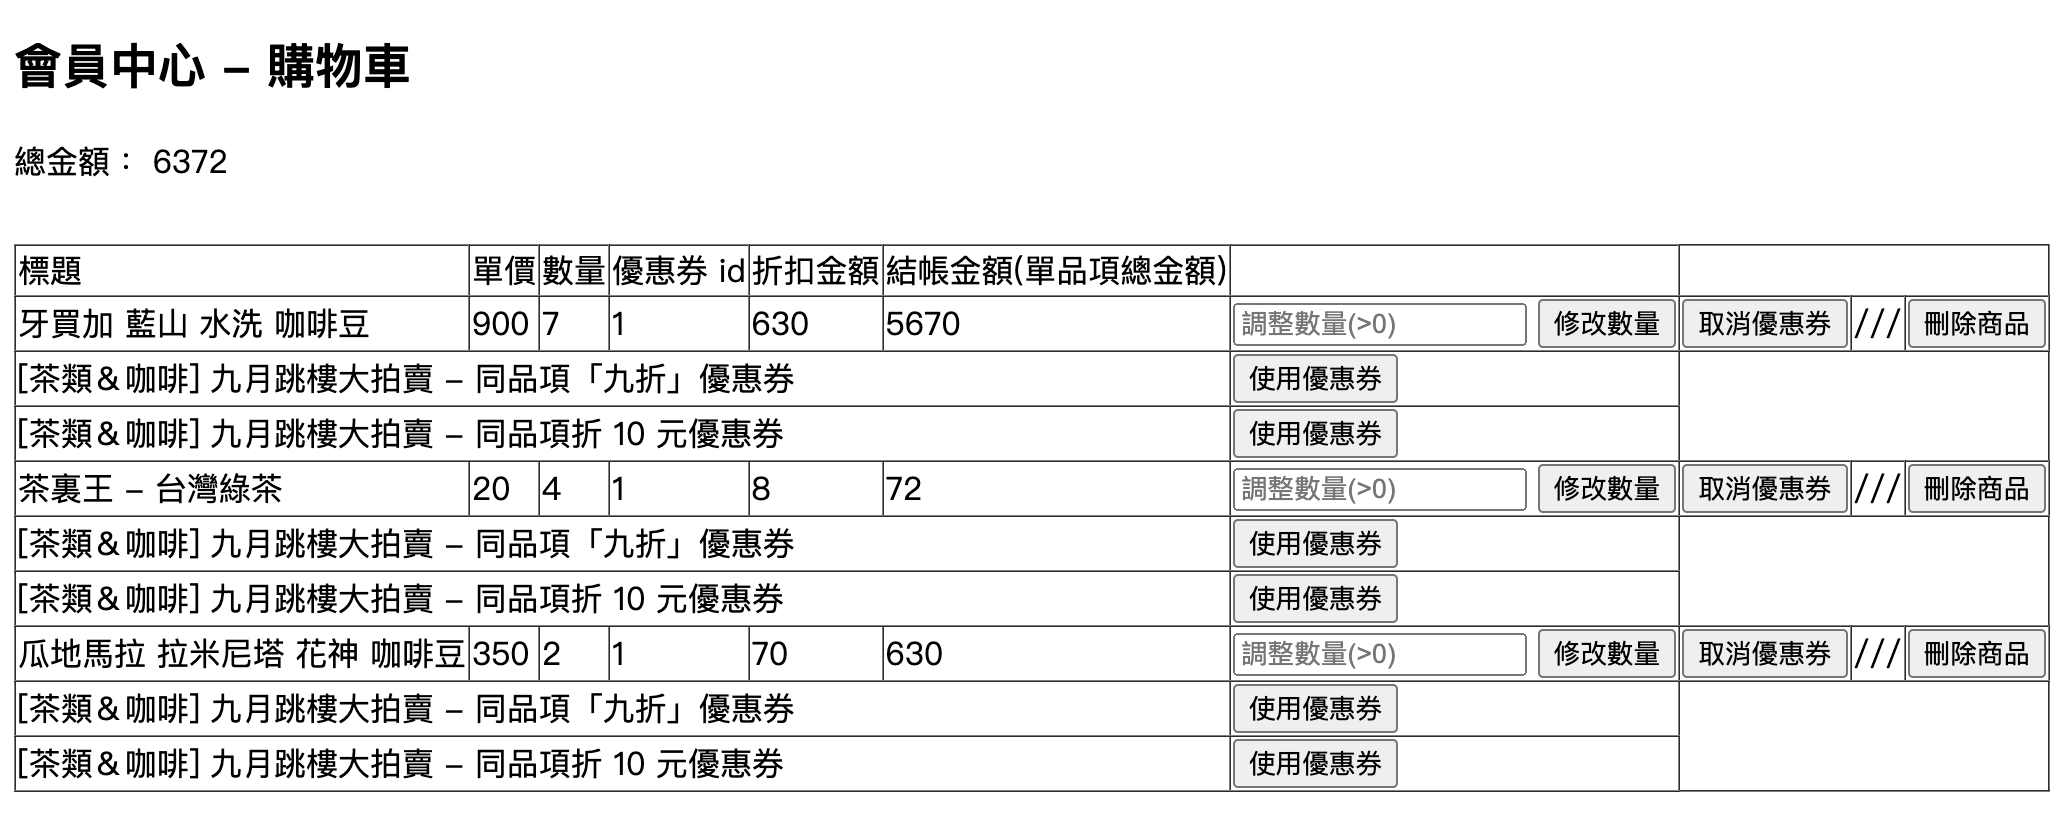 會員中心 – 購物車
總金額： 6372
標題 單價 數量 優惠券 id 折扣金額 結帳金額(單品項總金額)
牙買加 藍山 水洗 咖啡豆 900 7 1 630 5670 調整數量(>0) 修改數量 取消優惠券 /// 刪除商品
[茶類＆咖啡] 九月跳樓大拍賣 – 同品項「九折」優惠券 使用優惠券
[茶類＆咖啡] 九月跳樓大拍賣 – 同品項折 10 元優惠券 使用優惠券
茶裏王 – 台灣綠茶 20 4 1 8 72 調整數量(>0) 修改數量 取消優惠券 /// 刪除商品
[茶類＆咖啡] 九月跳樓大拍賣 – 同品項「九折」優惠券 使用優惠券
[茶類＆咖啡] 九月跳樓大拍賣 – 同品項折 10 元優惠券 使用優惠券
瓜地馬拉 拉米尼塔 花神 咖啡豆 350 2 1 70 630 調整數量(>0) 修改數量 取消優惠券 /// 刪除商品
[茶類＆咖啡] 九月跳樓大拍賣 – 同品項「九折」優惠券 使用優惠券
[茶類＆咖啡] 九月跳樓大拍賣 – 同品項折 10 元優惠券 使用優惠券